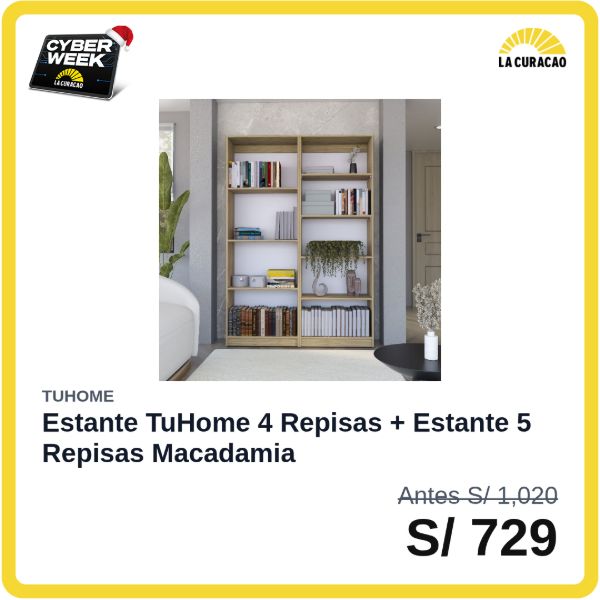 CYBER
WEEK
LA CURACAO
LA CURACAO
TUHOME
Estante TuHome 4 Repisas + Estante 5
Repisas Macadamia
Antes S/ 1,020
S/ 729